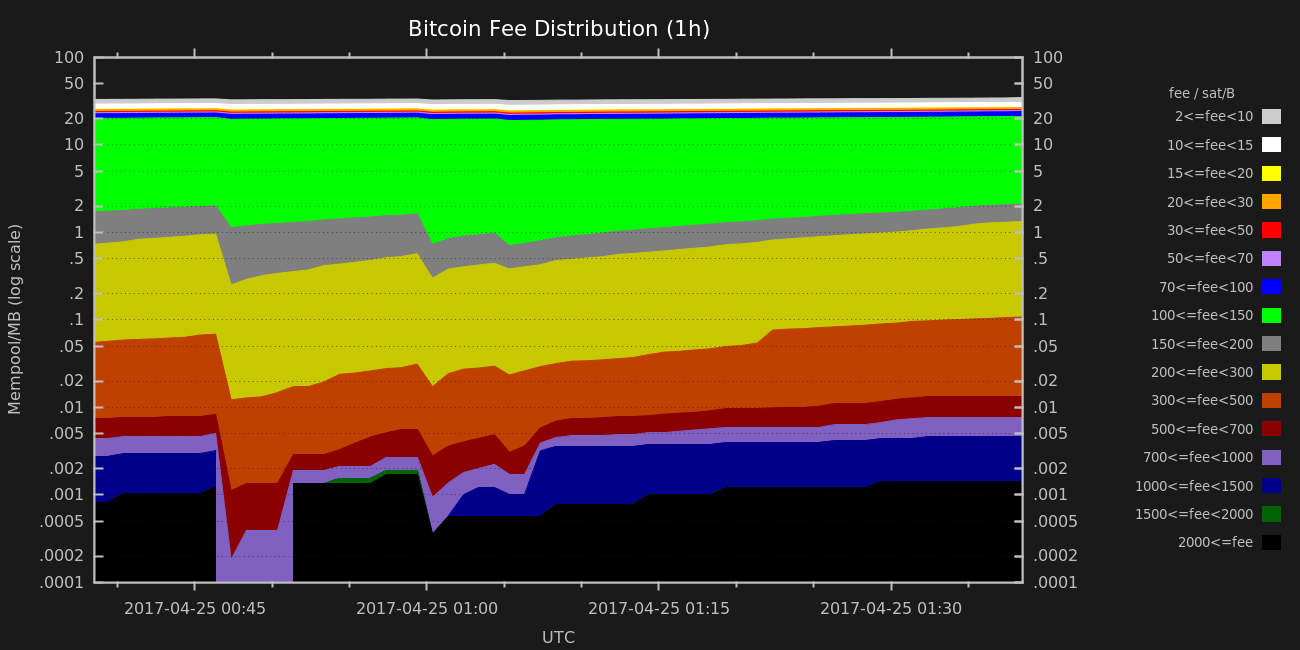 Bitcoin Fee Distribution (1h)
100
50
20
10
5
2
1
.5
.2
.1
.05
.02
.01
.005
.002
.001
.0005
.0002
.0001
Mempool/MB (log scale)
100
50
20
10
5
2
1
.5
.2
.1
.05
.02
.01
.005
.002
.001
.0005
.0002
.0001
2017-04-25 00:45
2017-04-25 01:00
2017-04-25 01:15
2017-04-25 01:30
UTC
fee / sat/B
2<=fee<10
10<=fee<15
15<=fee<20
20<=fee<30
30<=fee<50
50<=fee<70
70<=fee<100
100<=fee<150
150<=fee<200
200<=fee<300
300<=fee<500
500<=fee<700
700<=fee<1000
1000<=fee<1500
1500<=fee<2000
2000<=fee